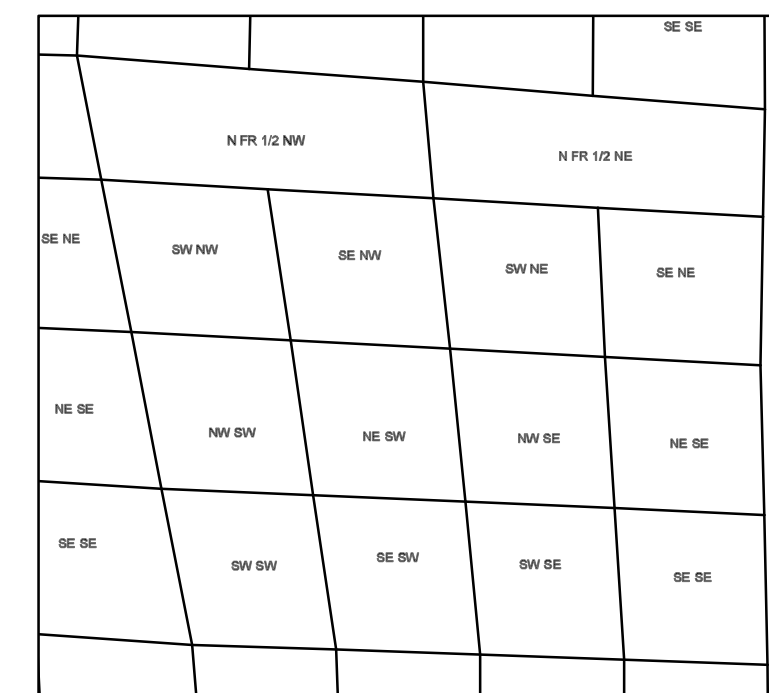 SE SE
N FR 1/2 NW
N FR 1/2 NE
SE NE
SW NW
SE NW
SW NE
SE NE
NE SE
NW SW
NE SW
NW SE
NE SE
SE SE
SW SW
SE SW
SW SE
SE SE